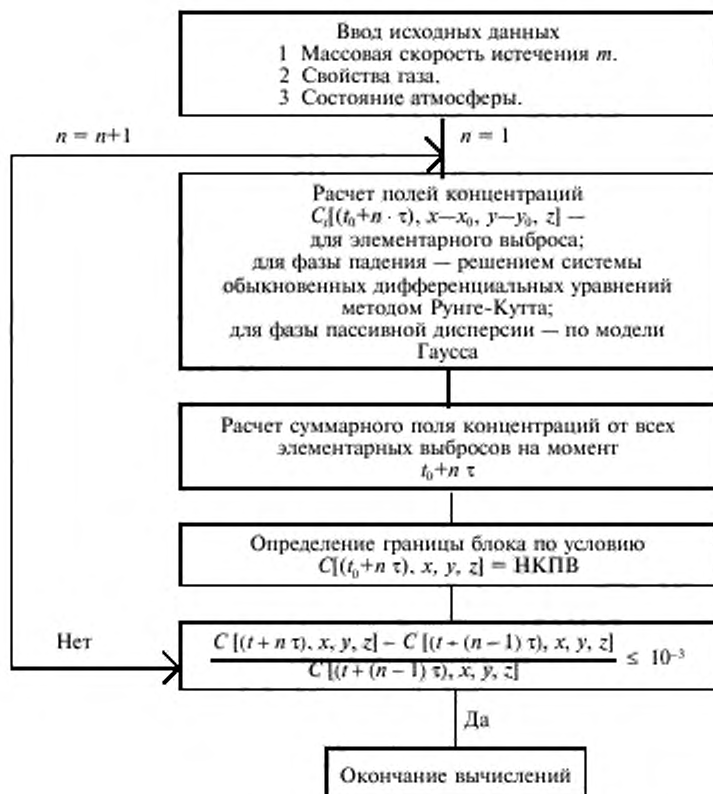 Ввод исходных данных
1 Массовая скорость истечения m.
2 Свойства газа.
3 Состояние атмосферы.
n = n+1
n = 1
Расчет полей концентраций
C_i[(t_0+n · τ), x—x_0, y—y_0, z] —
для элементарного выброса;
для фазы падения — решением системы
обыкновенных дифференциальных уравнений
методом Рунге-Кутта;
для фазы пассивной дисперсии — по модели
Гаусса
Расчет суммарного поля концентраций от всех
элементарных выбросов на момент
t_0+n τ
Определение границы блока по условию
C[(t_0+n τ), x, y, z] = НКПВ
Нет
C [(t + n τ), x, y, z] – C [(t + (n – 1) τ), x, y, z]
C [(t + (n – 1) τ), x, y, z]
≤ 10^–3
Да
Окончание вычислений